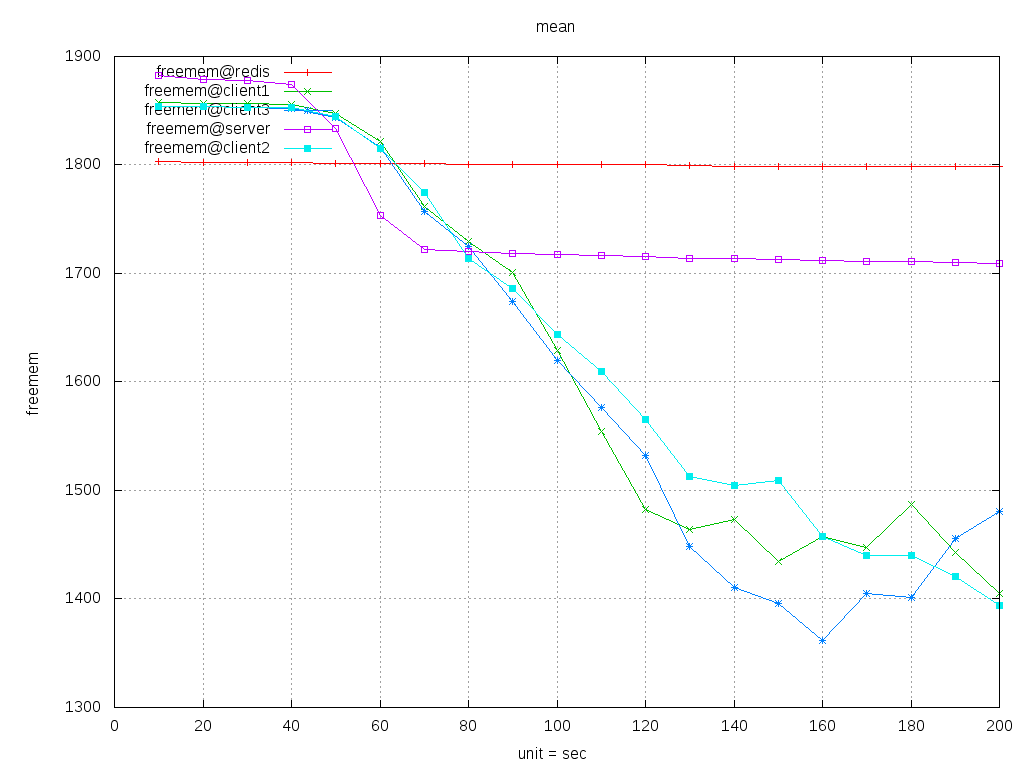 mean
1900
1800
1700
1600
1500
1400
1300
freemem
freemem@redis
freemem@client1
freemem@client3
freemem@server
freemem@client2
0 20 40 60 80 100 120 140 160 180 200
unit = sec